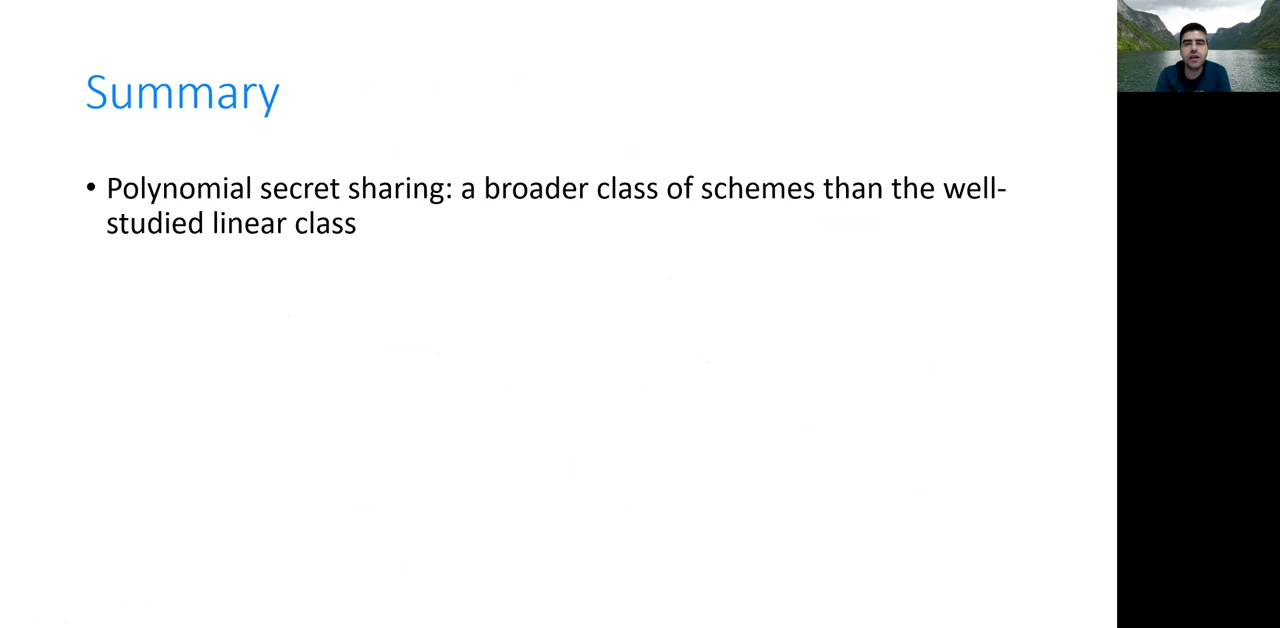 Summary
• Polynomial secret sharing: a broader class of schemes than the well-
studied linear class